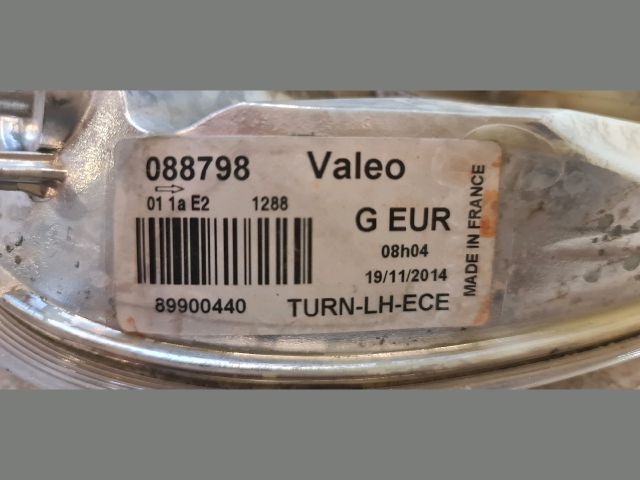 088798 Valeo
01 1a E2 1288
G EUR
08h04
19/11/2014
89900440 TURN-LH-ECE
MADE IN FRANCE